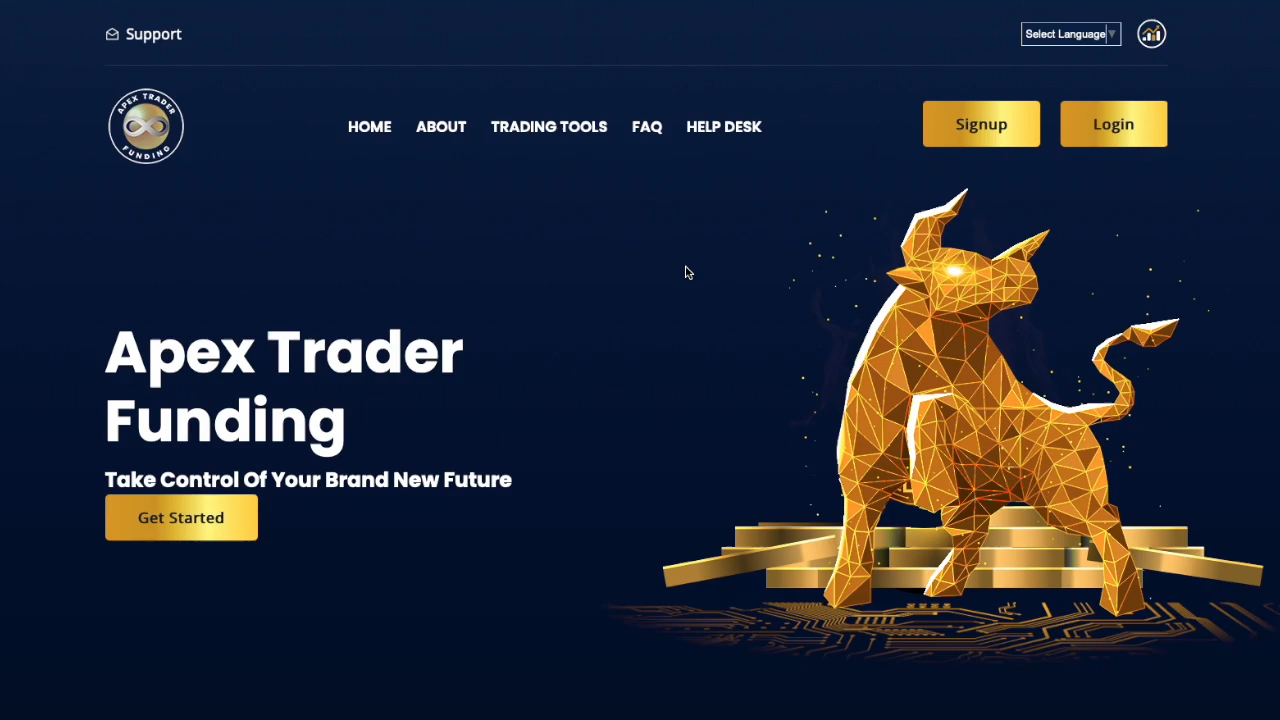 Support
Select Language
APEX TRADER
FUNDING
HOME
ABOUT
TRADING TOOLS
FAQ
HELP DESK
Signup
Login
Apex Trader
Funding
Take Control Of Your Brand New Future
Get Started